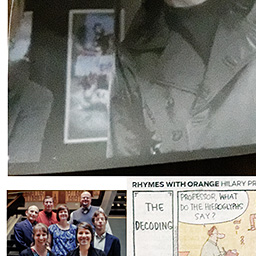 RHYMES WITH ORANGE HILARY PR
THE
DECODING
PROFESSOR, WHAT
DO THE HIEROGLYPHS
SAY?